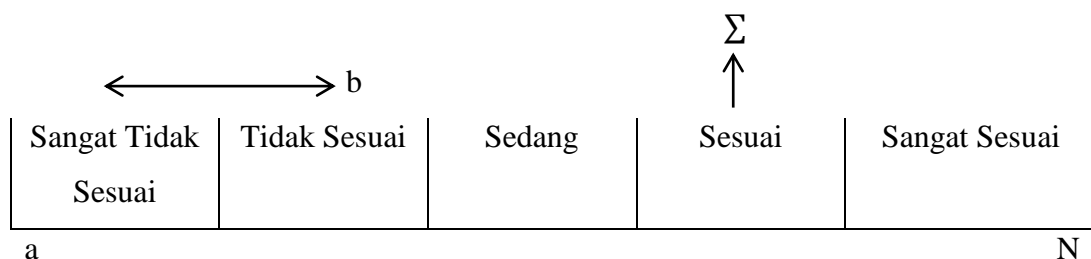 Σ
b
Sangat Tidak Sesuai
Tidak Sesuai
Sedang
Sesuai
Sangat Sesuai
a
N